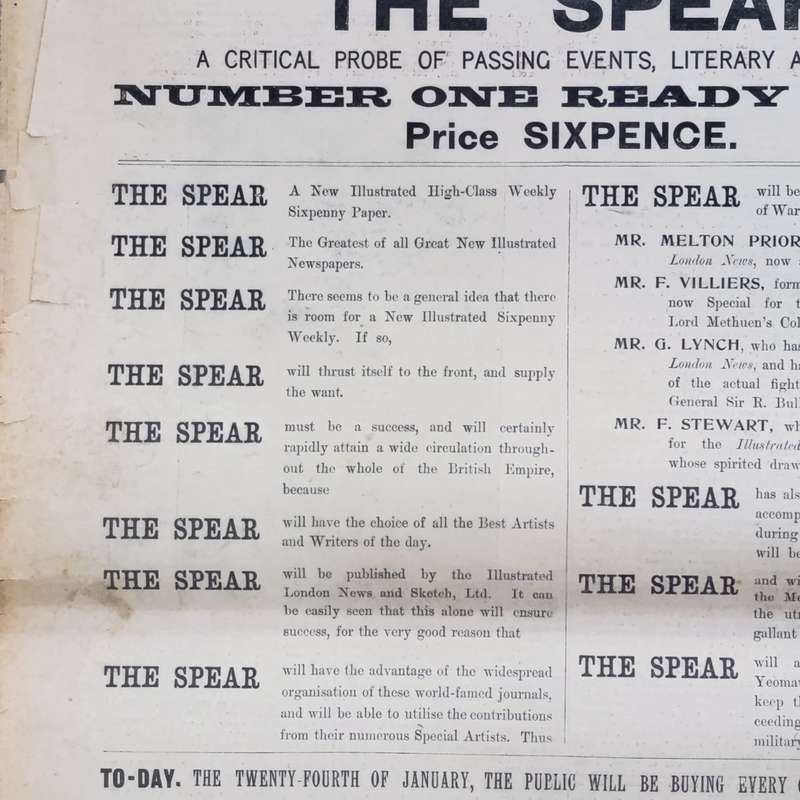 THE SPEAR
A CRITICAL PROBE OF PASSING EVENTS, LITERARY A
NUMBER ONE READY
Price SIXPENCE.
THE SPEAR A New Illustrated High-Class Weekly
Sixpenny Paper.
THE SPEAR The Greatest of all Great New Illustrated
Newspapers.
THE SPEAR There seems to be a general idea that there
is room for a New Illustrated Sixpenny
Weekly. If so,
THE SPEAR will thrust itself to the front, and supply
the want.
THE SPEAR must be a success, and will certainly
rapidly attain a wide circulation through-
out the whole of the British Empire,
because
THE SPEAR will have the choice of all the Best Artists
and Writers of the day.
THE SPEAR will be published by the Illustrated
London News and Sketch, Ltd. It can
be easily seen that this alone will ensure
success, for the very good reason that
THE SPEAR will have the advantage of the widespread
organisation of these world-famed journals,
and will be able to utilise the contributions
from their numerous Special Artists. Thus
THE SPEAR will be
of War
MR. MELTON PRIOR
London News, now
MR. F. VILLIERS, form
now Special for t
Lord Methuen's Col
MR. G. LYNCH, who has
London News, and ha
of the actual fight
General Sir R. Bull
MR. F. STEWART, wh
for the Illustrated
whose spirited draw
THE SPEAR has als
accomp
during
will be
THE SPEAR and wi
the Me
the utm
gallant
THE SPEAR will a
Yeoma
keep th
ceeding
military
TO-DAY. THE TWENTY-FOURTH OF JANUARY, THE PUBLIC WILL BE BUYING EVERY